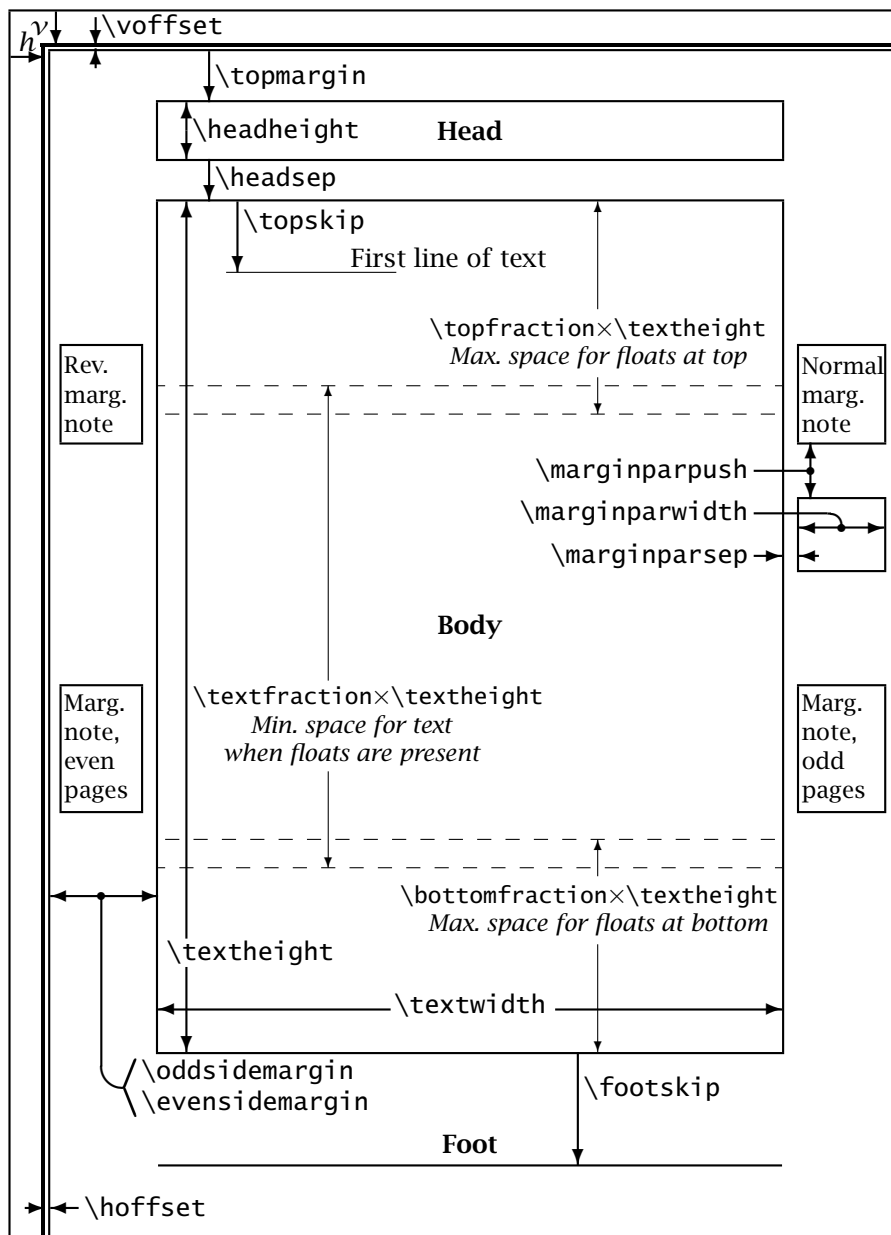 v
\voffset
h
\topmargin
\headheight
Head
\headsep
\topskip
First line of text
\topfraction×\textheight
Max. space for floats at top
Rev.
marg.
note
Normal
marg.
note
\marginparpush
\marginparwidth
\marginparsep
Body
\textfraction×\textheight
Min. space for text
when floats are present
Marg.
note,
even
pages
Marg.
note,
odd
pages
\bottomfraction×\textheight
Max. space for floats at bottom
\textheight
\textwidth
\oddsidemargin
\evensidemargin
\footskip
Foot
\hoffset